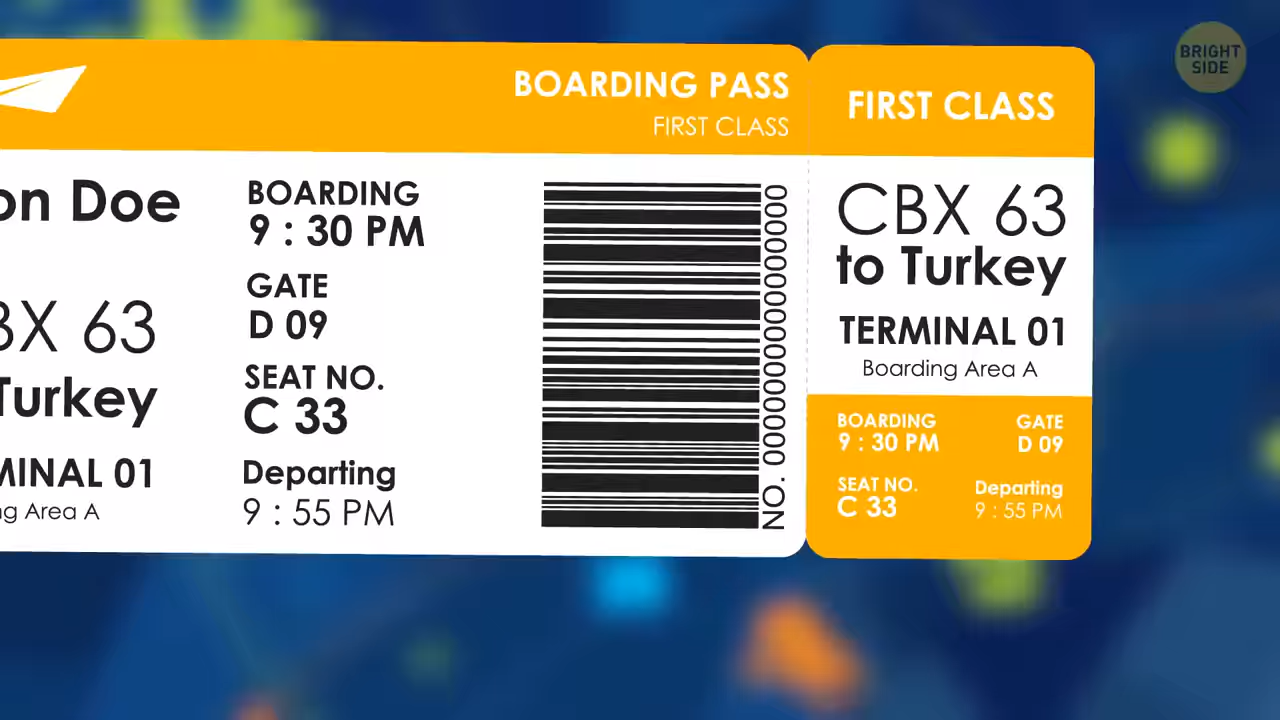 BRIGHT
SIDE
BOARDING PASS
FIRST CLASS
on Doe
BX 63
Turkey
MINAL 01
ng Area A
BOARDING
9 : 30 PM
GATE
D 09
SEAT NO.
C 33
Departing
9 : 55 PM
FIRST CLASS
CBX 63
to Turkey
TERMINAL 01
Boarding Area A
BOARDING
9 : 30 PM
GATE
D 09
SEAT NO.
C 33
Departing
9 : 55 PM